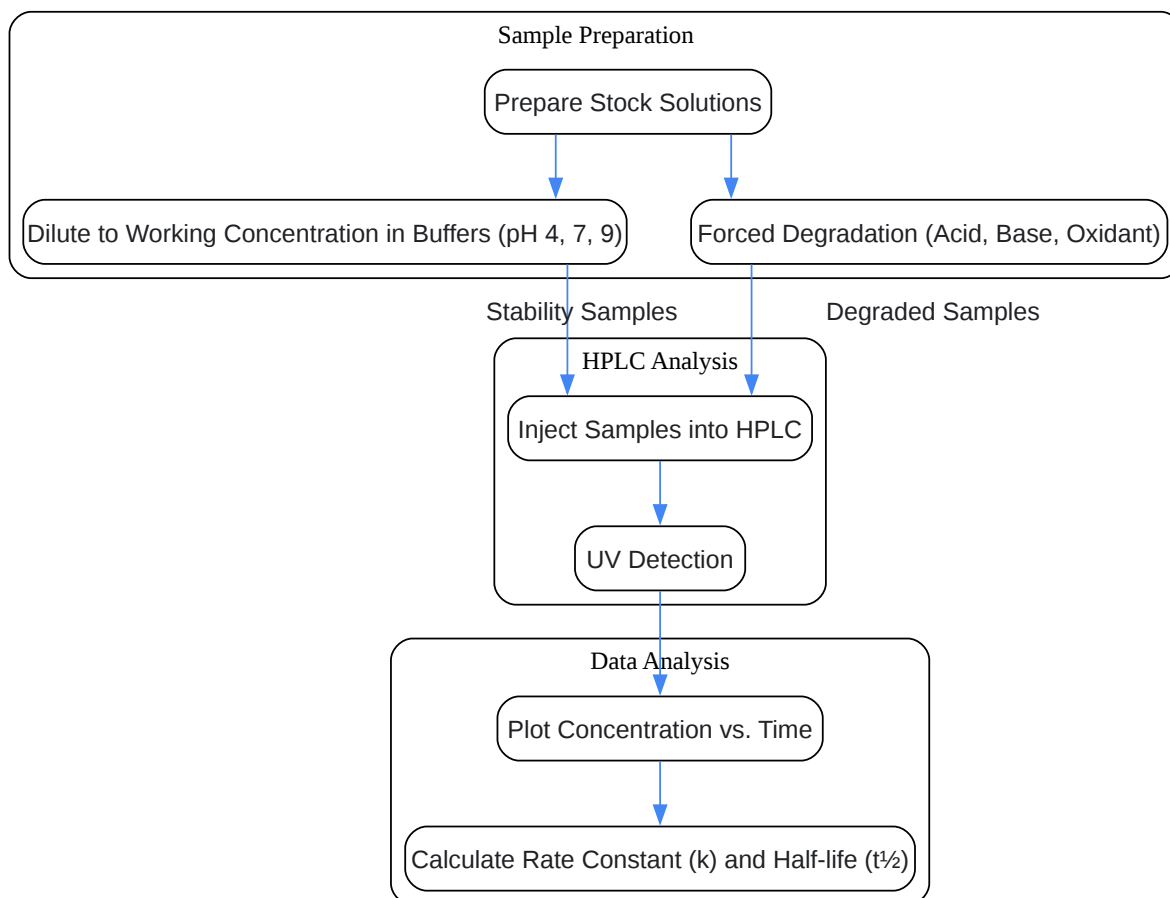 Sample Preparation
Prepare Stock Solutions
Dilute to Working Concentration in Buffers (pH 4, 7, 9)
Forced Degradation (Acid, Base, Oxidant)
Stability Samples
Degraded Samples
HPLC Analysis
Inject Samples into HPLC
UV Detection
Data Analysis
Plot Concentration vs. Time
Calculate Rate Constant (k) and Half-life (t½)